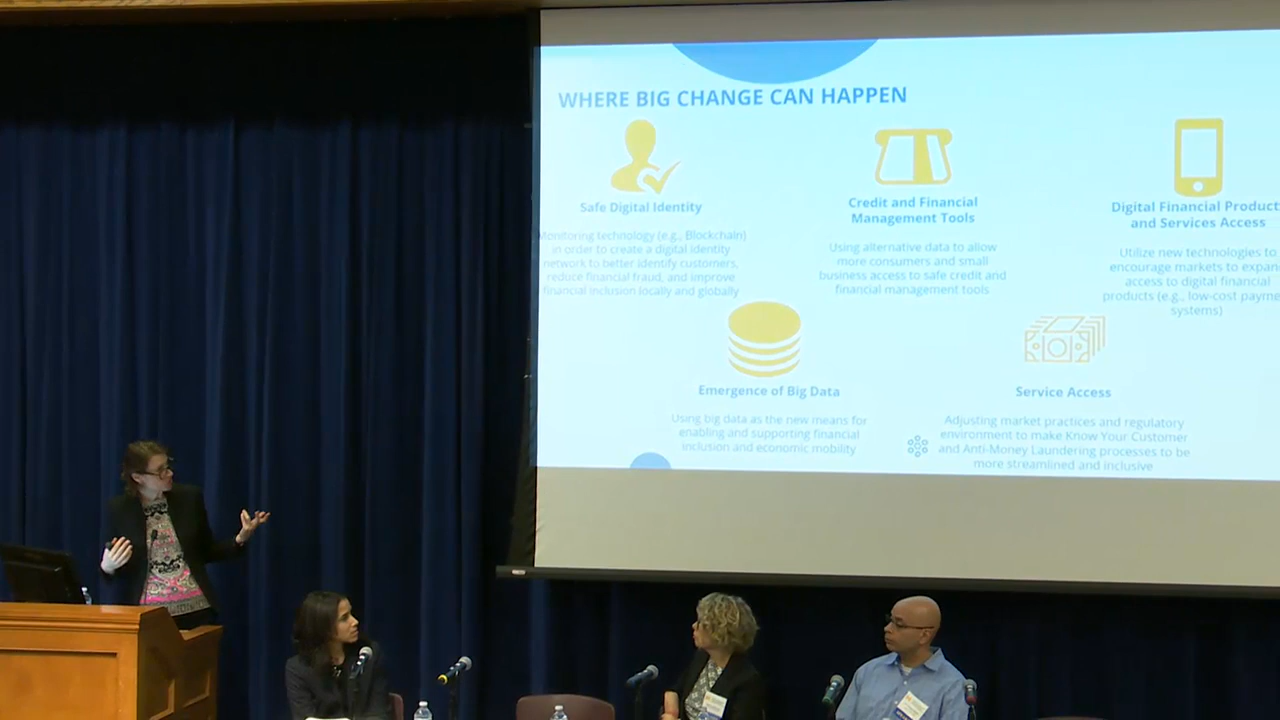 WHERE BIG CHANGE CAN HAPPEN
Safe Digital Identity
Monitoring technology (e.g., Blockchain)
in order to create a digital identity
network to better identify customers,
reduce financial fraud, and improve
financial inclusion locally and globally
Credit and Financial
Management Tools
Using alternative data to allow
more consumers and small
business access to safe credit and
financial management tools
Digital Financial Product
and Services Access
Utilize new technologies to
encourage markets to expan
access to digital financial
products (e.g., low-cost payme
systems)
Emergence of Big Data
Using big data as the new means for
enabling and supporting financial
inclusion and economic mobility
Service Access
Adjusting market practices and regulatory
environment to make Know Your Customer
and Anti-Money Laundering processes to be
more streamlined and inclusive